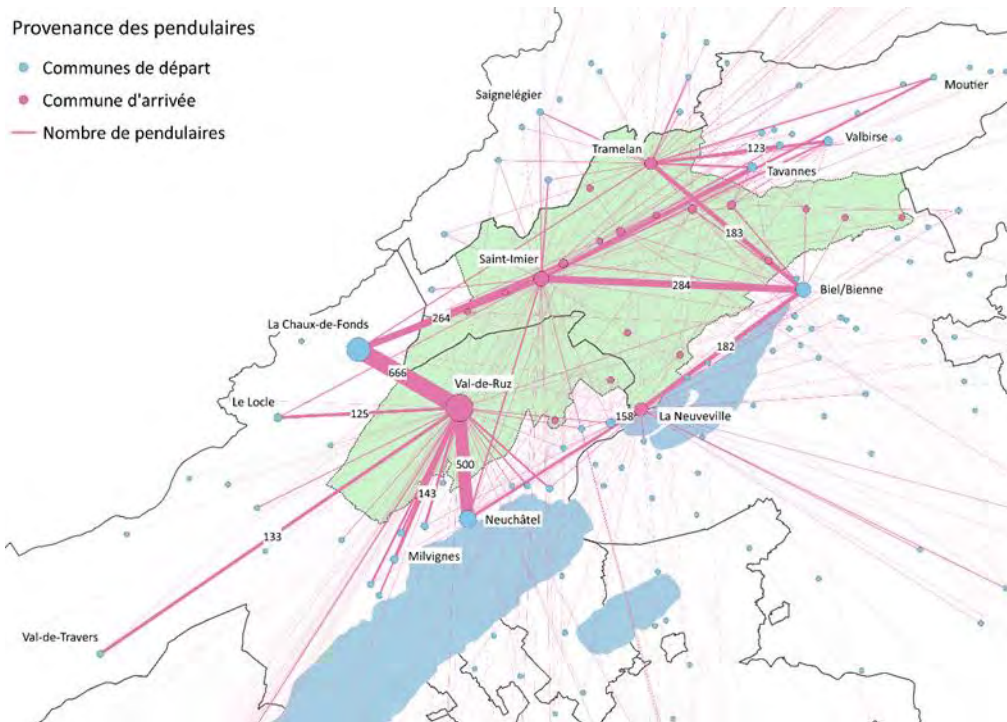 Provenance des pendulaires
Communes de départ
Commune d'arrivée
Nombre de pendulaires
Saignelégier
Moutier
Tramelan
123
Valbirse
Tavannes
183
Saint-Imier
284
Biel/Bienne
264
La Chaux-de-Fonds
182
666
Val-de-Ruz
Le Locle
125
158
La Neuveville
500
143
Neuchâtel
133
Milvignes
Val-de-Travers